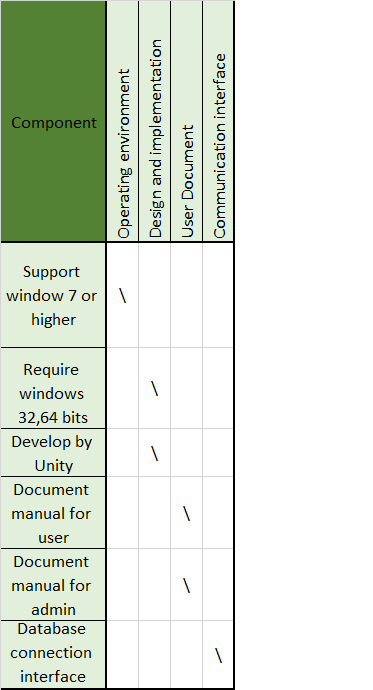 Component
Operating environment
Design and implementation
User Document
Communication interface
Support
window 7 or
higher
\
Require
windows
32,64 bits
\
Develop by
Unity
\
Document
manual for
user
\
Document
manual for
admin
\
Database
connection
interface
\